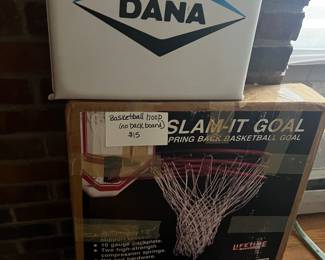 DANA
Basketball Hoop
(no backboard)
$15
SLAM-IT GOAL
SPRING BACK BASKETBALL GOAL
• 10 gauge backplate.
• Two high-strength
compression springs.
hardware
LIFETIME